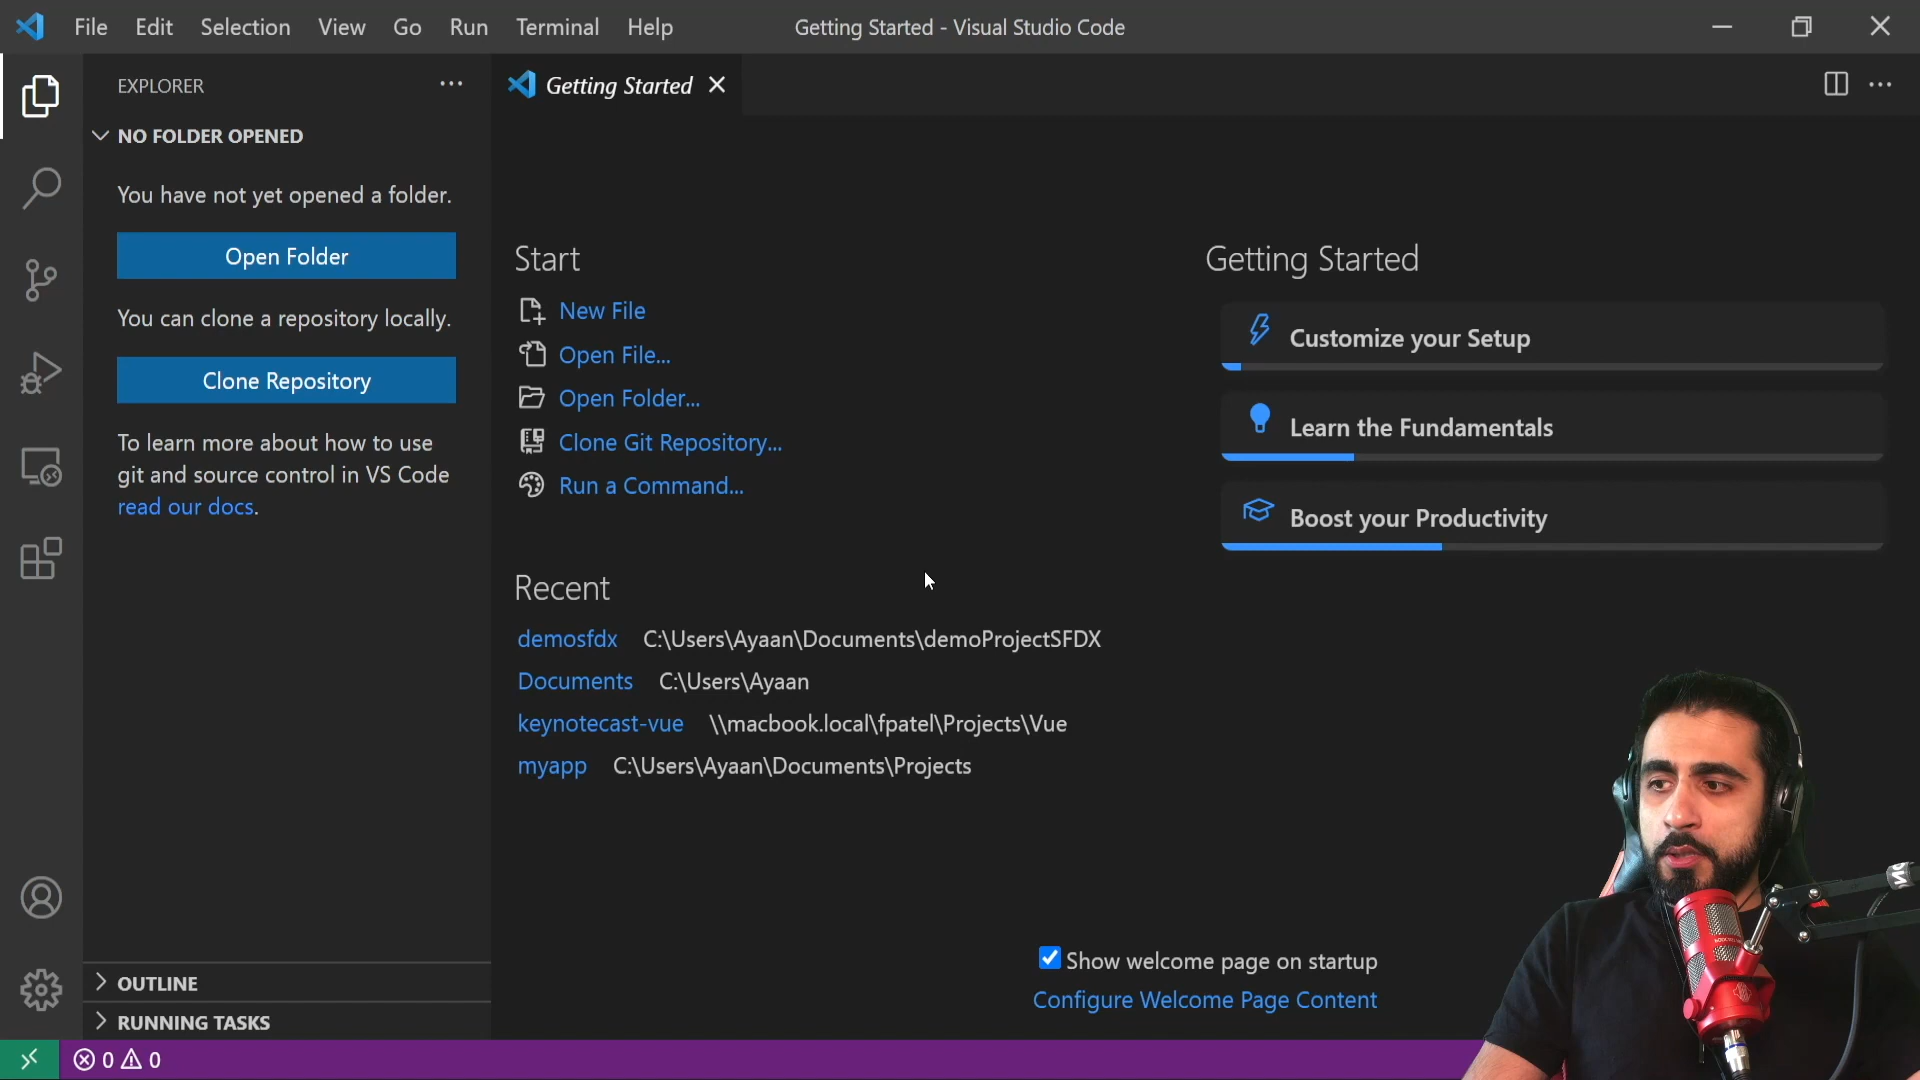 File Edit Selection View Go Run Terminal Help
Getting Started - Visual Studio Code
EXPLORER
NO FOLDER OPENED
You have not yet opened a folder.
Open Folder
You can clone a repository locally.
Clone Repository
To learn more about how to use
git and source control in VS Code
read our docs.
OUTLINE
RUNNING TASKS
Getting Started
Start
New File
Open File...
Open Folder...
Clone Git Repository...
Run a Command...
Recent
demosfdx C:\Users\Ayaan\Documents\demoProjectSFDX
Documents C:\Users\Ayaan
keynotecast-vue \\macbook.local\fpatel\Projects\Vue
myapp C:\Users\Ayaan\Documents\Projects
Getting Started
Customize your Setup
Learn the Fundamentals
Boost your Productivity
Show welcome page on startup
Configure Welcome Page Content
0 0